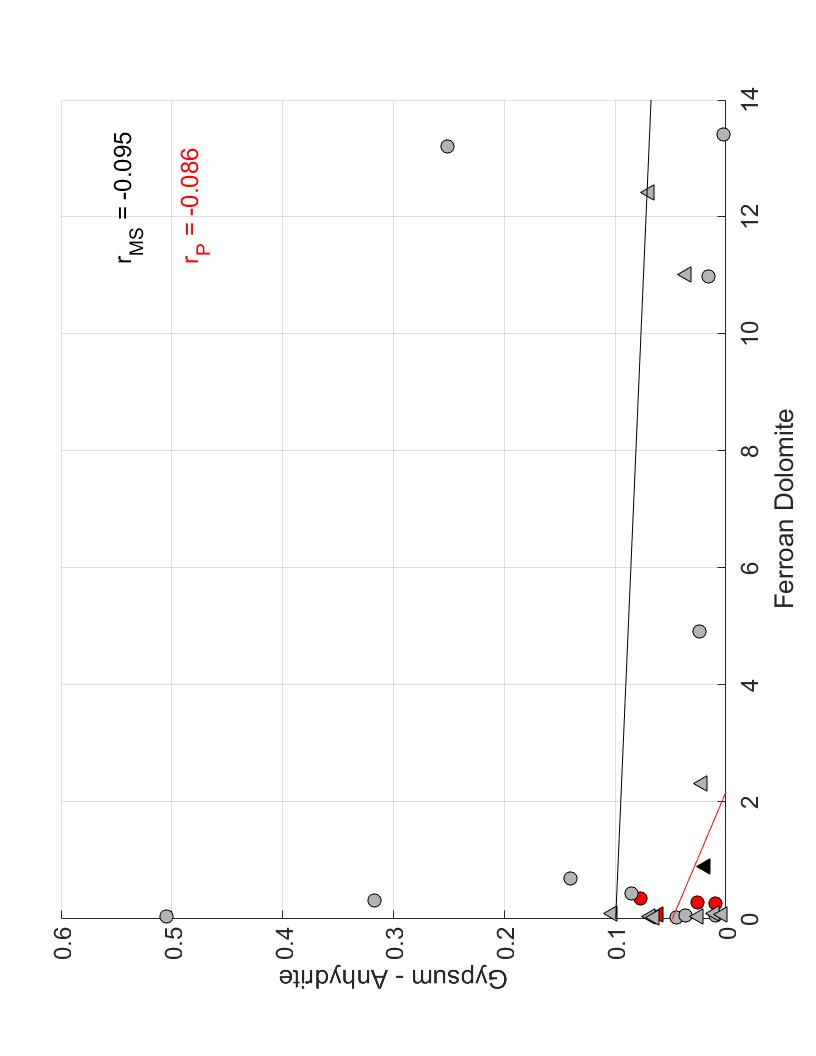 r_MS = -0.095
r_P = -0.086
0.6
0.5
0.4
0.3
0.2
0.1
0
Gypsum - Anhydrite
0 2 4 6 8 10 12 14
Ferroan Dolomite